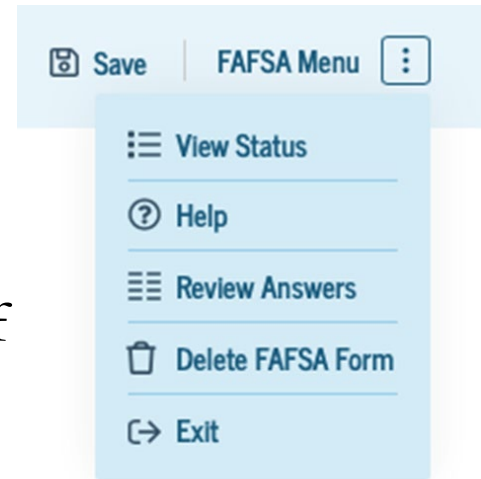 Save FAFSA Menu
View Status
Help
Review Answers
Delete FAFSA Form
Exit